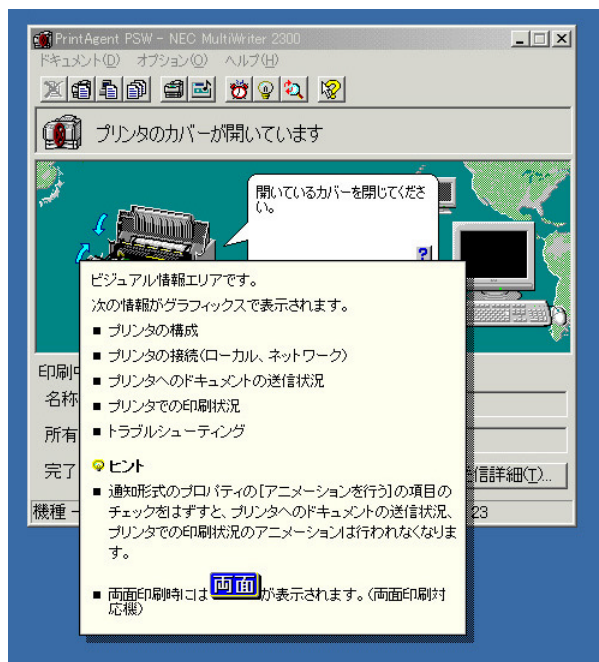 PrintAgent PSW - NEC MultiWriter 2300
ドキュメント(D) オプション(O) ヘルプ(H)
プリンタのカバーが開いています
開いているカバーを閉じてくださ
い。
ビジュアル情報エリアです。
次の情報がグラフィックスで表示されます。
■ プリンタの構成
■ プリンタの接続(ローカル、ネットワーク)
■ プリンタへのドキュメントの送信状況
■ プリンタでの印刷状況
■ トラブルシューティング
ヒント
■ 通知形式のプロパティの[アニメーションを行う]の項目の
チェックをはずすと、プリンタへのドキュメントの送信状況、
プリンタでの印刷状況のアニメーションは行われなくなりま
す。
■ 両面印刷時には両面が表示されます。(両面印刷対
応機)
印刷中
名称
所有
完了
信詳細(T)...
機種 -
23